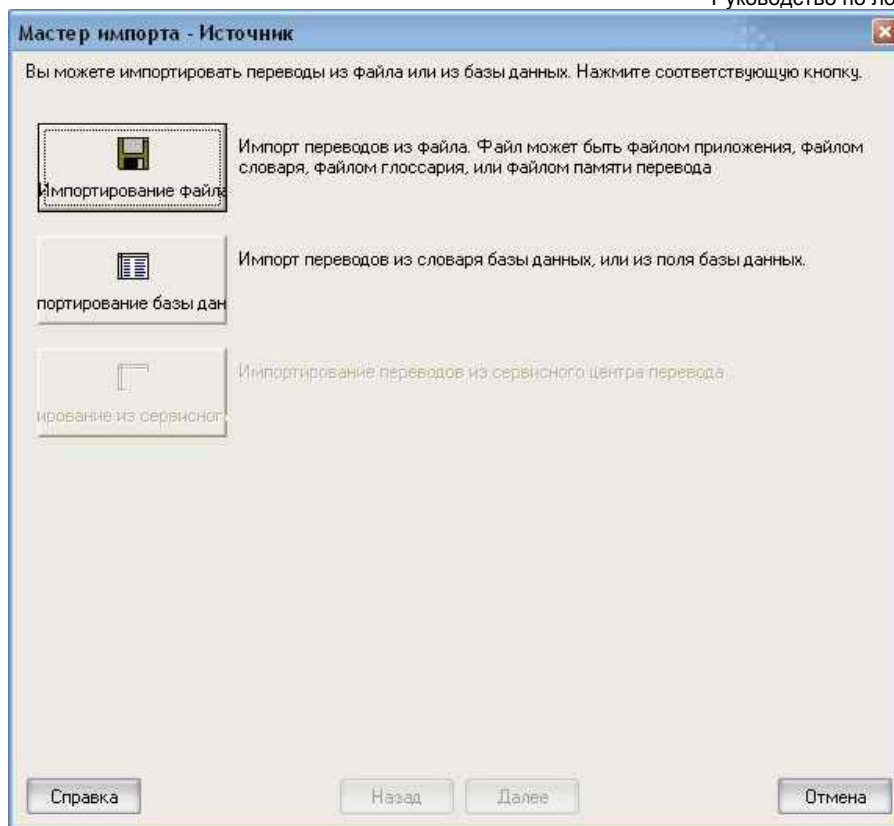 Руководство по ло
Мастер импорта - Источник
Вы можете импортировать переводы из файла или из базы данных. Нажмите соответствующую кнопку.
Импортирование файла
Импорт переводов из файла. Файл может быть файлом приложения, файлом
словаря, файлом глоссария, или файлом памяти перевода
портирование базы дан
Импорт переводов из словаря базы данных, или из поля базы данных.
ирование из сервисног
Импортирование переводов из сервисного центра перевода
Справка
Назад
Далее
Отмена